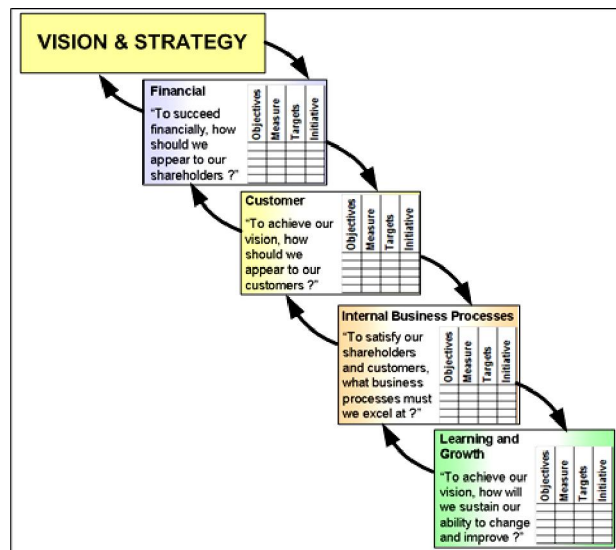 VISION & STRATEGY
Financial
"To succeed
financially, how
should we
appear to our
shareholders ?"
Objectives
Measure
Targets
Initiative
Customer
"To achieve our
vision, how
should we
appear to our
customers ?"
Objectives
Measure
Targets
Initiative
Internal Business Processes
"To satisfy our
shareholders
and customers,
what business
processes must
we excel at ?"
Objectives
Measure
Targets
Initiative
Learning and
Growth
"To achieve our
vision, how will
we sustain our
ability to change
and improve ?"
Objectives
Measure
Targets
Initiative